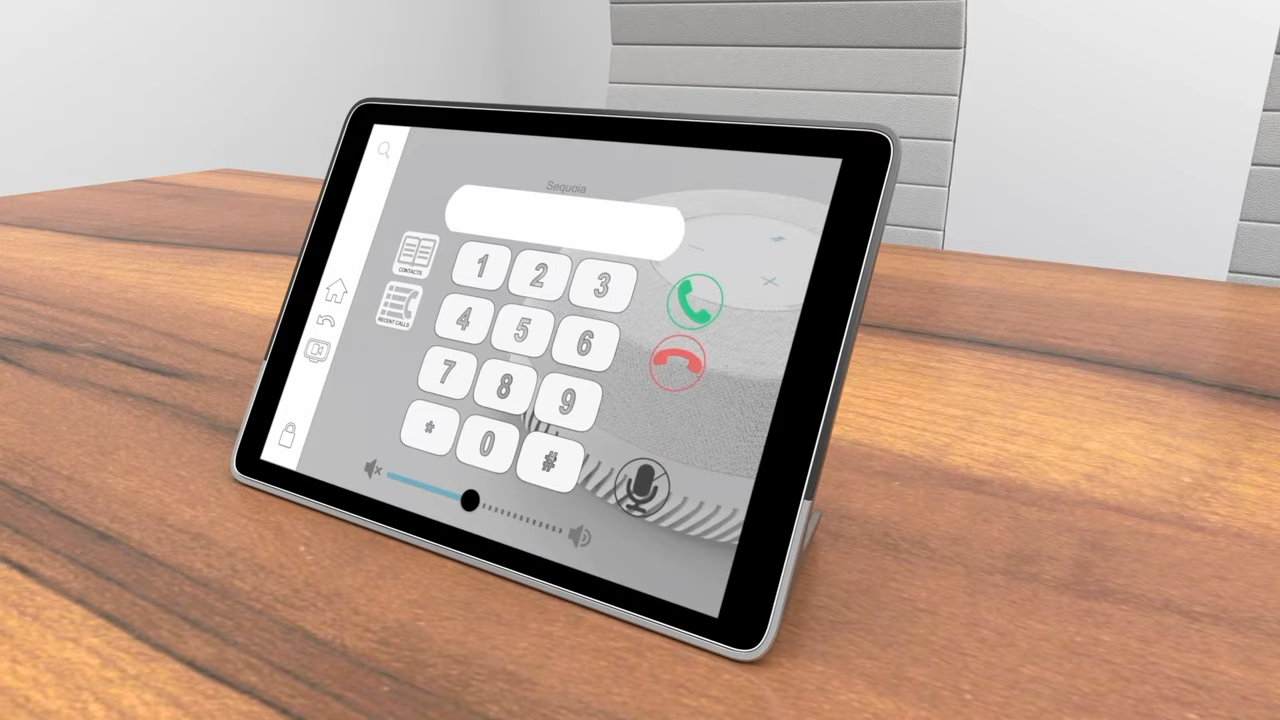 Sequoia
CONTACTS
RECENT CALLS
1 2 3
4 5 6
7 8 9
* 0 #